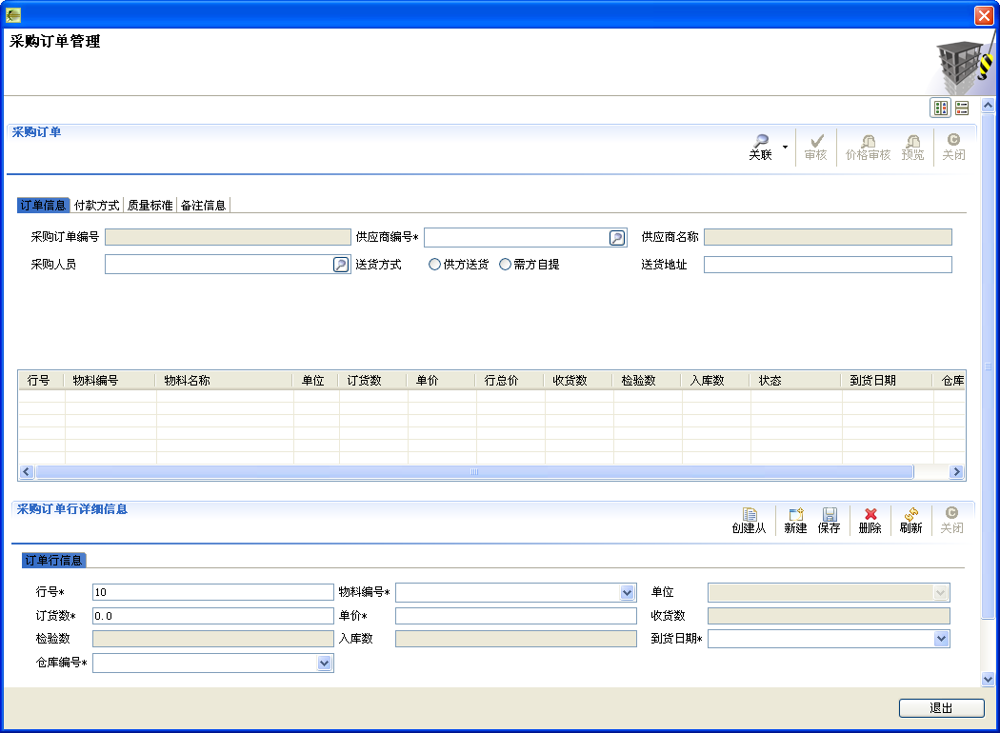 采购订单管理
采购订单
关联 审核 价格审核 预览 关闭
订单信息 付款方式 质量标准 备注信息
采购订单编号 供应商编号* 供应商名称
采购人员 送货方式 供方送货 需方自提 送货地址
行号 物料编号 物料名称 单位 订货数 单价 行总价 收货数 检验数 入库数 状态 到货日期 仓库
采购订单行详细信息
创建从 新建 保存 删除 刷新 关闭
订单行信息
行号* 10 物料编号* 单位
订货数* 0.0 单价* 收货数
检验数 入库数 到货日期*
仓库编号*
退出